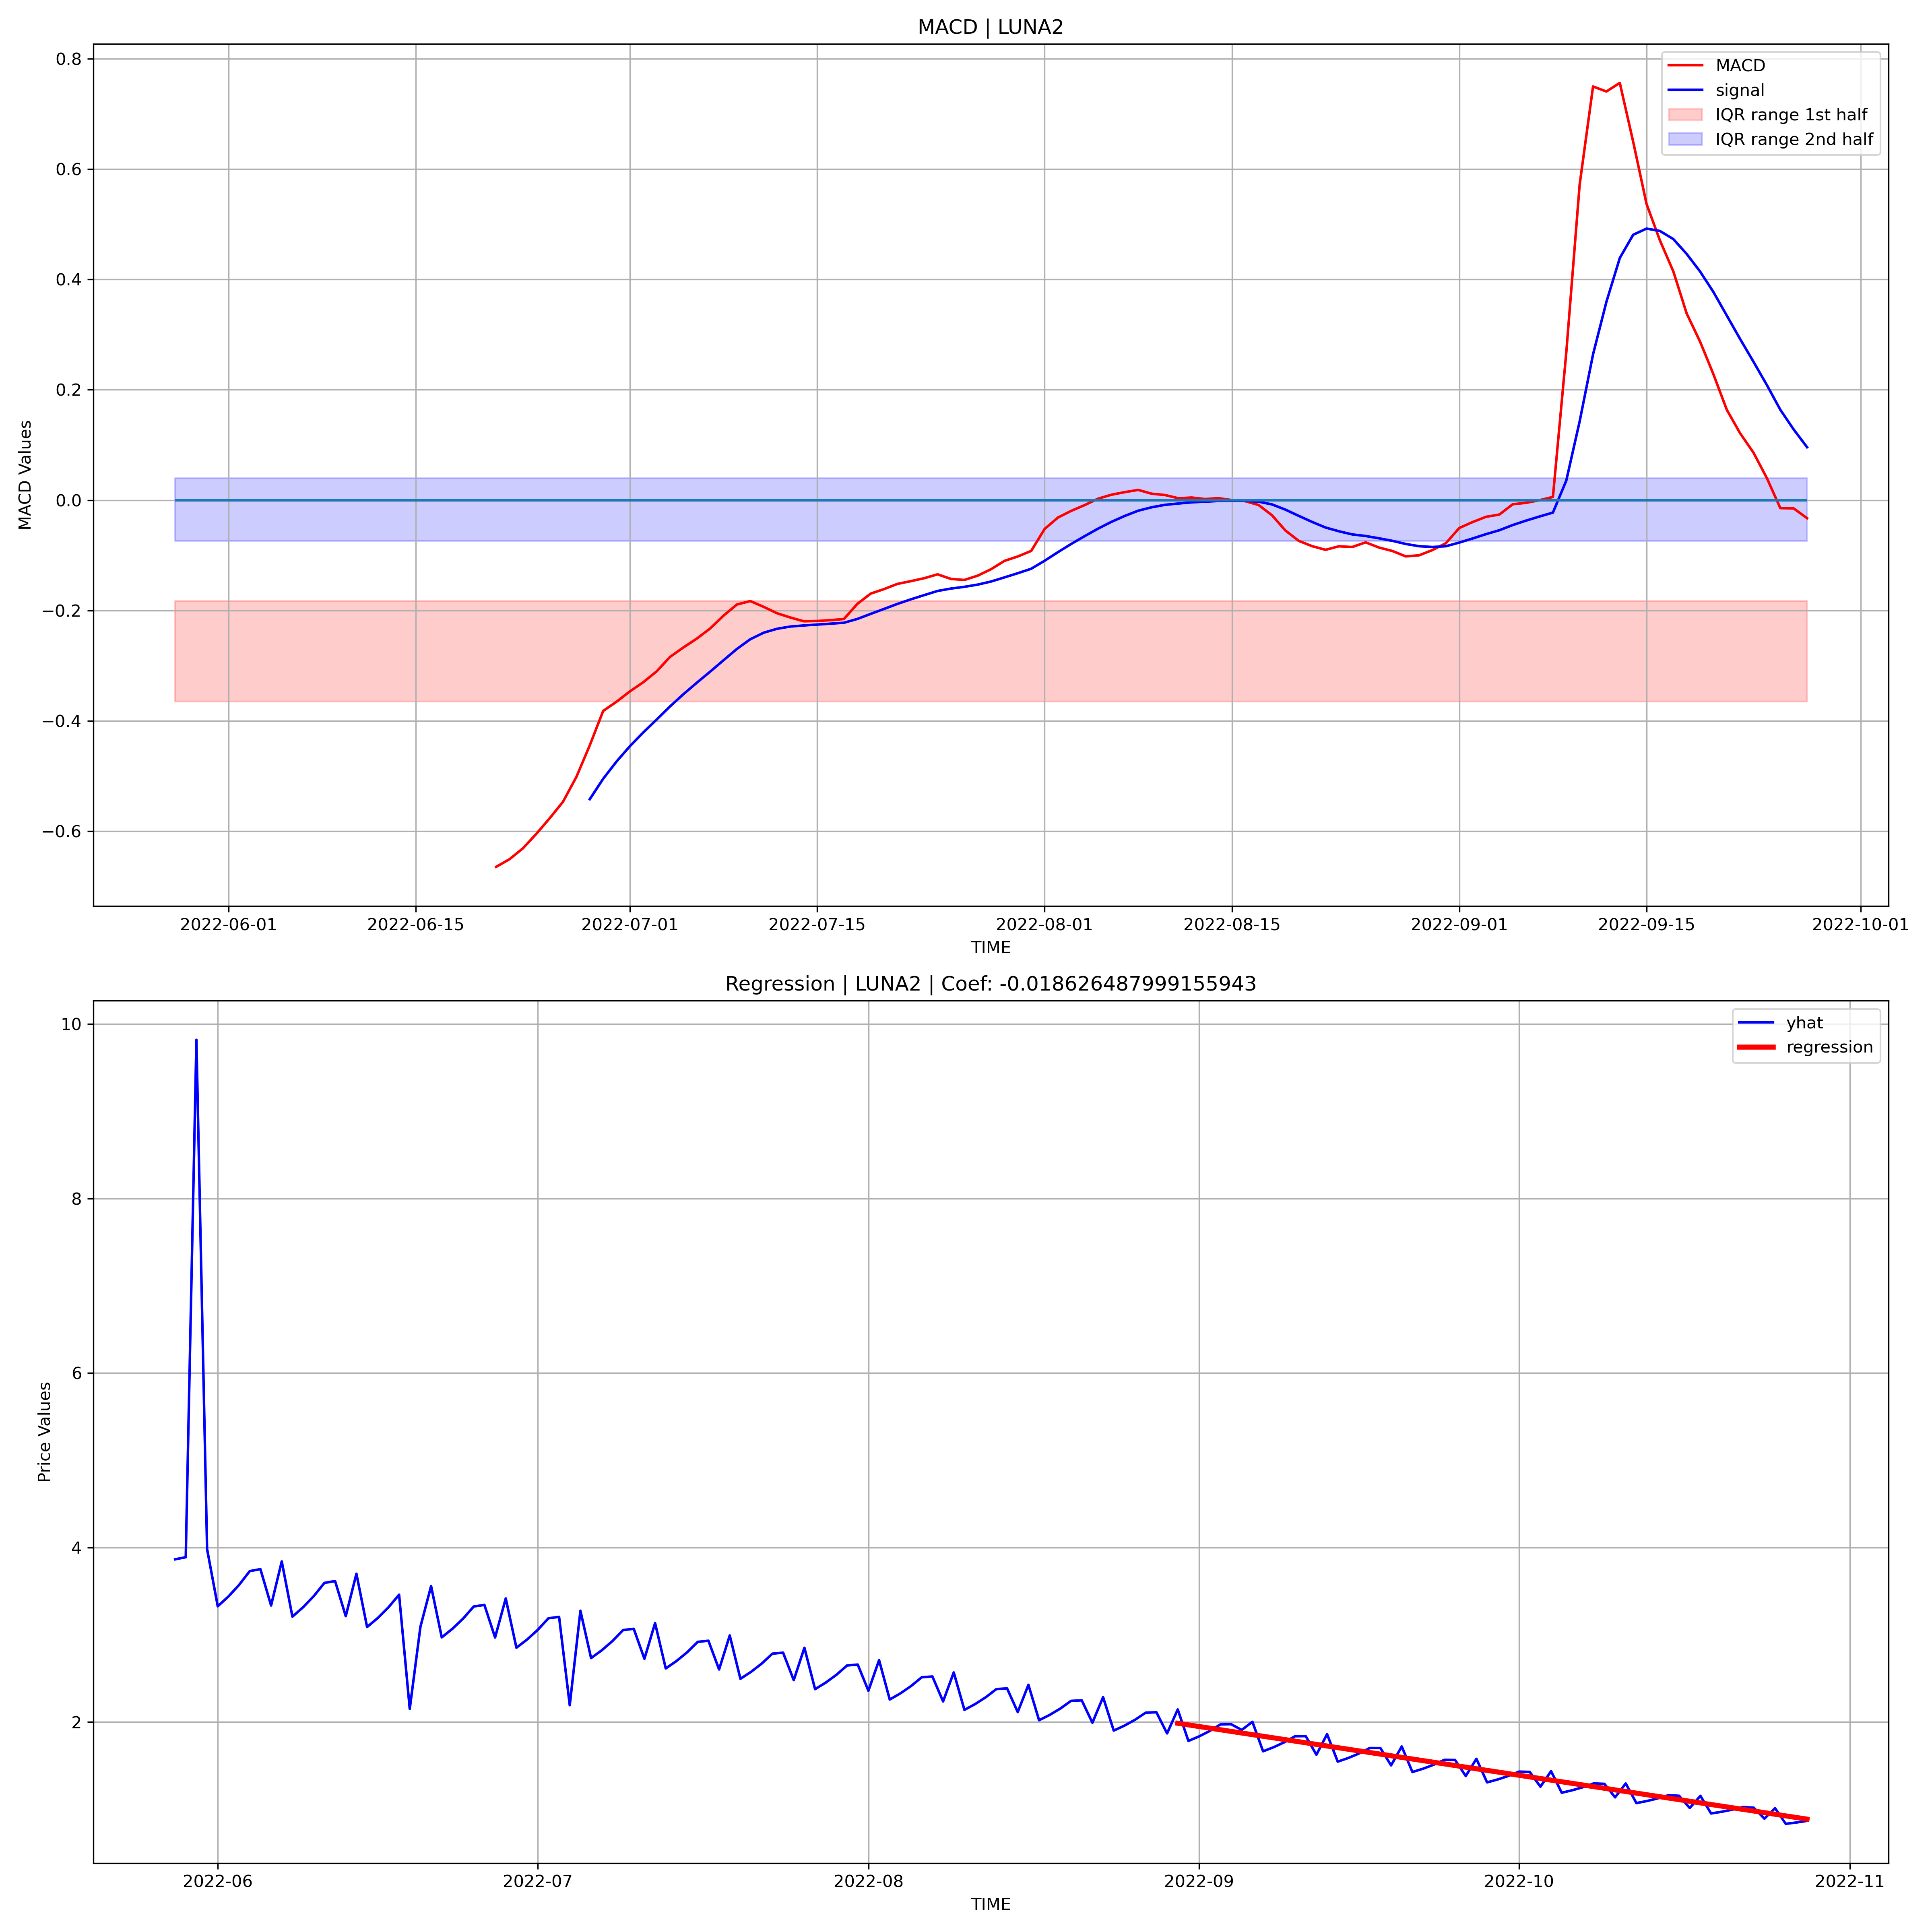 MACD | LUNA2
MACD
signal
IQR range 1st half
IQR range 2nd half
0.8
0.6
0.4
0.2
0.0
−0.2
−0.4
−0.6
MACD Values
2022-06-01 2022-06-15 2022-07-01 2022-07-15 2022-08-01 2022-08-15 2022-09-01 2022-09-15 2022-10-01
TIME
Regression | LUNA2 | Coef: -0.018626487999155943
yhat
regression
10
8
6
4
2
Price Values
2022-06 2022-07 2022-08 2022-09 2022-10 2022-11
TIME